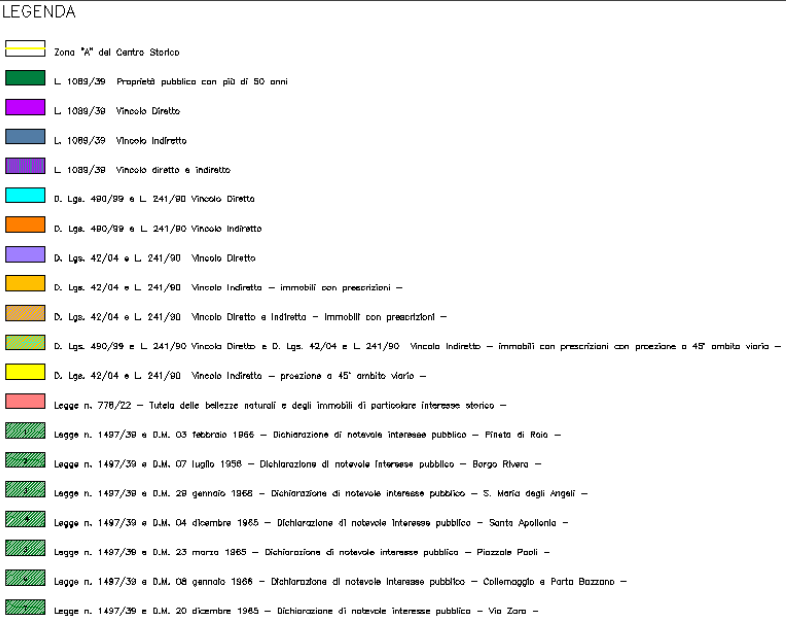 LEGENDA
Zona "A" del Centro Storico
L. 1089/39 Proprietà pubblica con più di 50 anni
L. 1089/39 Vincolo Diretto
L. 1089/39 Vincolo Indiretto
L. 1089/39 Vincolo diretto e indiretto
D. Lgs. 490/99 e L. 241/90 Vincolo Diretto
D. Lgs. 490/99 e L. 241/90 Vincolo Indiretto
D. Lgs. 42/04 e L. 241/90 Vincolo Diretto
D. Lgs. 42/04 e L. 241/90 Vincolo Indiretto – immobili con prescrizioni –
D. Lgs. 42/04 e L. 241/90 Vincolo Diretto e Indiretto – immobili con prescrizioni –
D. Lgs. 490/99 e L. 241/90 Vincolo Diretto e D. Lgs. 42/04 e L. 241/90 Vincolo Indiretto – immobili con prescrizioni con proezione a 45° ambito viario –
D. Lgs. 42/04 e L. 241/90 Vincolo Indiretto – proezione a 45° ambito viario –
Legge n. 778/22 – Tutela delle bellezze naturali e degli immobili di particolare interesse storico –
1 Legge n. 1497/39 e D.M. 03 febbraio 1966 – Dichiarazione di notevole interesse pubblico – Pineta di Roio –
2 Legge n. 1497/39 e D.M. 07 luglio 1956 – Dichiarazione di notevole interesse pubblico – Borgo Rivera –
3 Legge n. 1497/39 e D.M. 29 gennaio 1966 – Dichiarazione di notevole interesse pubblico – S. Maria degli Angeli –
4 Legge n. 1497/39 e D.M. 04 dicembre 1965 – Dichiarazione di notevole interesse pubblico – Santa Apollonia –
5 Legge n. 1497/39 e D.M. 23 marzo 1965 – Dichiarazione di notevole interesse pubblico – Piazzale Paoli –
6 Legge n. 1497/39 e D.M. 08 gennaio 1966 – Dichiarazione di notevole interesse pubblico – Collemaggio e Porta Bazzano –
7 Legge n. 1497/39 e D.M. 20 dicembre 1965 – Dichiarazione di notevole interesse pubblico – Via Zara –